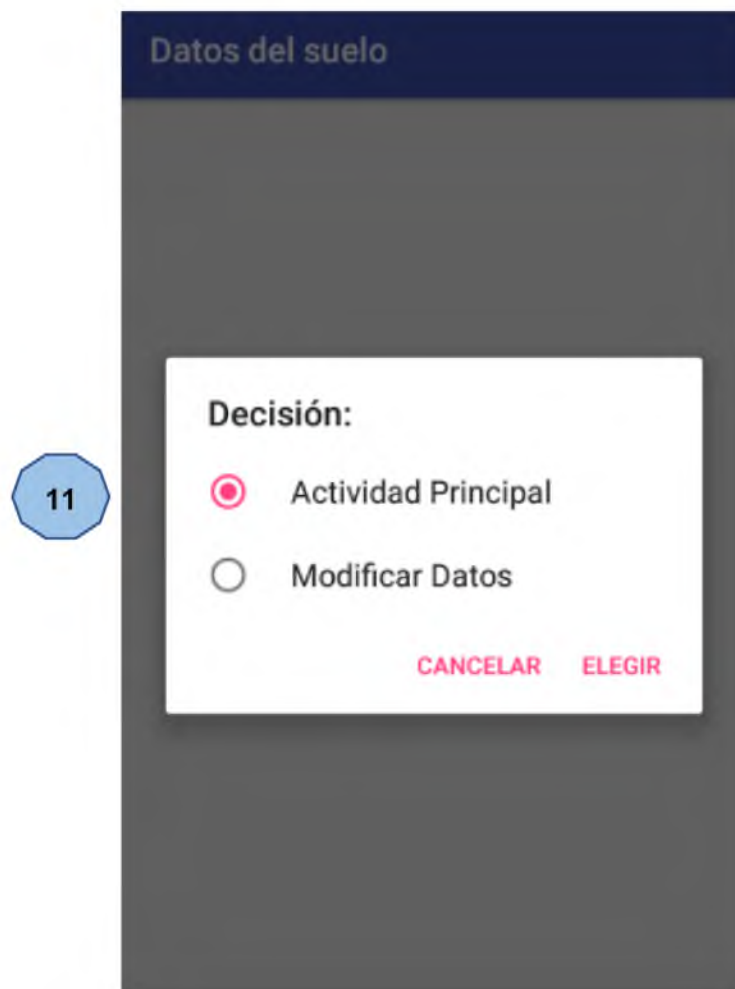 Datos del suelo
Decisión:
11
Actividad Principal
Modificar Datos
CANCELAR ELEGIR